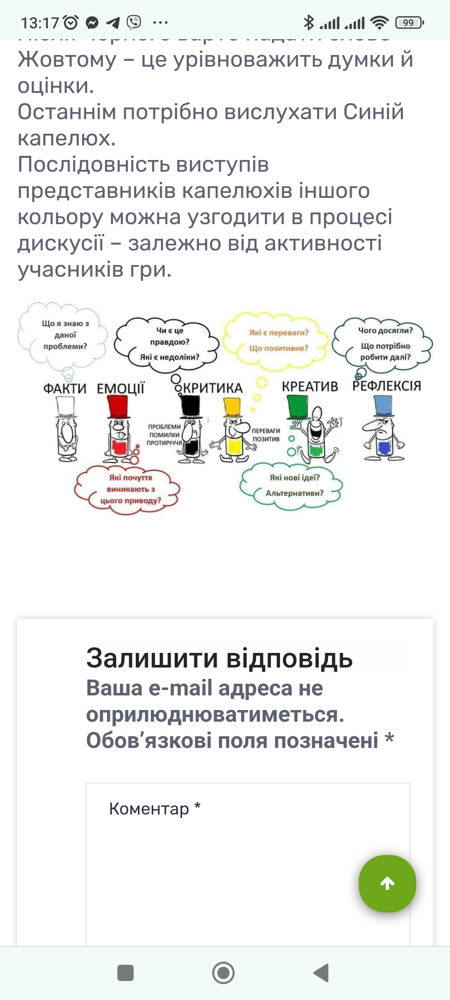 13:17
99
Жовтому – це урівноважить думки й
оцінки.
Останнім потрібно вислухати Синій
капелюх.
Послідовність виступів
представників капелюхів іншого
кольору можна узгодити в процесі
дискусії – залежно від активності
учасників гри.
Що я знаю з
даної
проблеми?
Чи є це
правдою?
Які є недоліки?
Які є переваги?
Що позитивне?
Чого досягли?
Що потрібно
робити далі?
ФАКТИ ЕМОЦІЇ КРИТИКА КРЕАТИВ РЕФЛЕКСІЯ
ПРОБЛЕМИ
ПОМИЛКИ
ПРОТИРІЧЧЯ
ПЕРЕВАГИ
ПОЗИТИВ
Які почуття
виникають з
цього приводу?
Які нові ідеї?
Альтернативи?
Залишити відповідь
Ваша e-mail адреса не
оприлюднюватиметься.
Обов’язкові поля позначені *
Коментар *